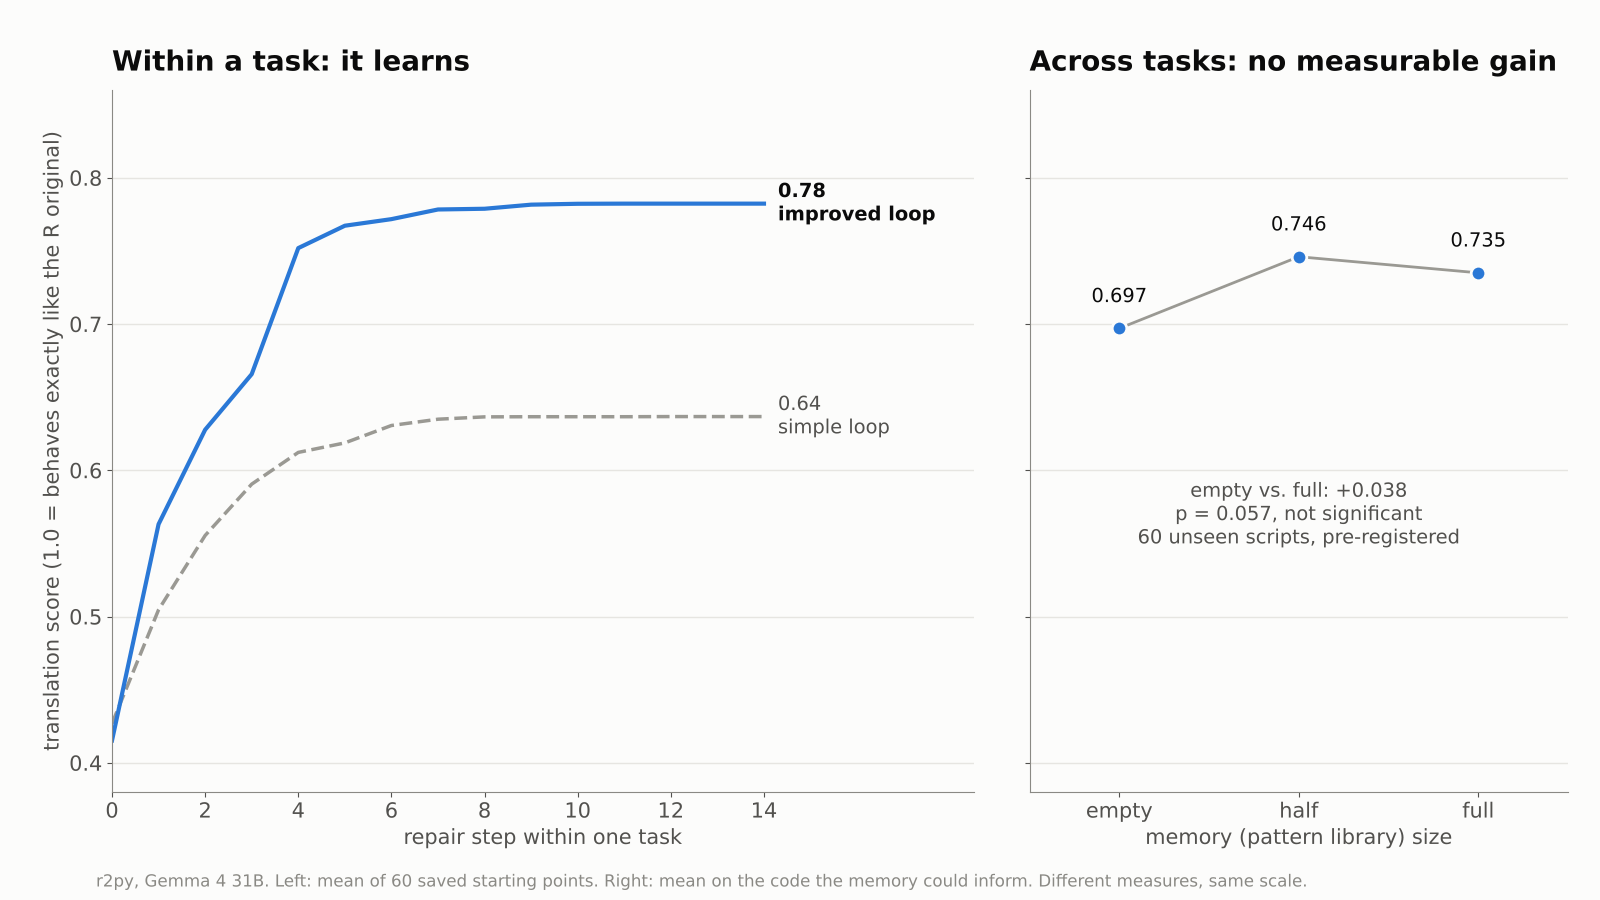 Within a task: it learns
translation score (1.0 = behaves exactly like the R original)
0.8
0.7
0.6
0.5
0.4
0.78
improved loop
0.64
simple loop
0 2 4 6 8 10 12 14
repair step within one task
Across tasks: no measurable gain
0.697
0.746
0.735
empty vs. full: +0.038
p = 0.057, not significant
60 unseen scripts, pre-registered
empty half full
memory (pattern library) size
r2py, Gemma 4 31B. Left: mean of 60 saved starting points. Right: mean on the code the memory could inform. Different measures, same scale.